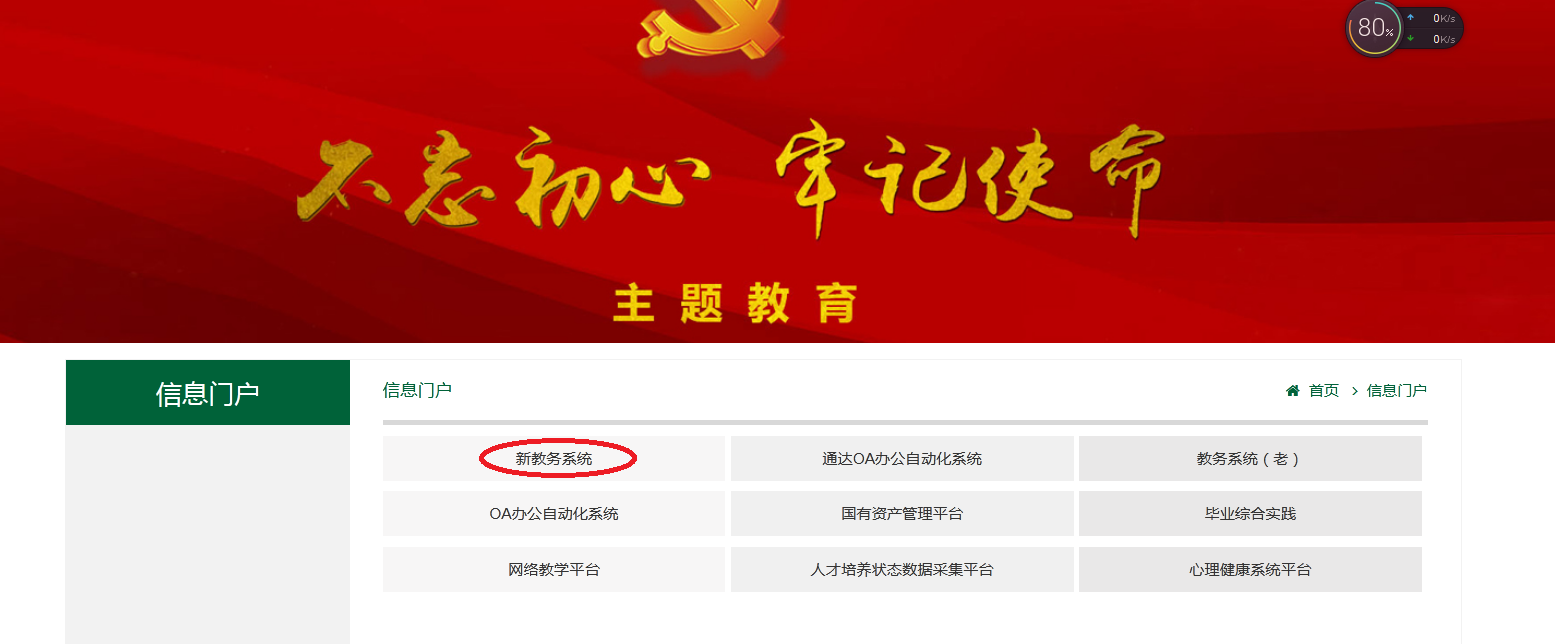 80%
0K/s
0K/s
不忘初心 牢记使命
主题教育
信息门户
信息门户
首页 > 信息门户
新教务系统
通达OA办公自动化系统
教务系统（老）
OA办公自动化系统
国有资产管理平台
毕业综合实践
网络教学平台
人才培养状态数据采集平台
心理健康系统平台